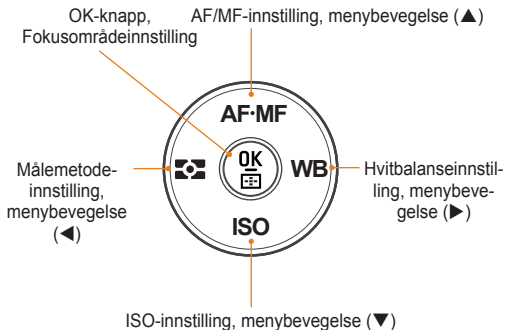 OK-knapp,
Fokusområdeinnstilling
AF/MF-innstilling, menybevegelse (▲)
AF·MF
OK
WB
ISO
Målemetode-
innstilling,
menybevegelse
(◀)
Hvitbalanseinnstil-
ling, menybeve-
gelse (▶)
ISO-innstilling, menybevegelse (▼)